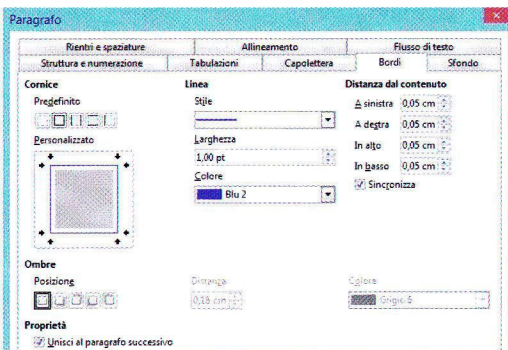 Paragrafo
Rientri e spaziature Allineamento Flusso di testo
Struttura e numerazione Tabulazioni Capolettera Bordi Sfondo
Cornice Linea Distanza dal contenuto
Predefinito Stile A sinistra 0,05 cm
A destra 0,05 cm
Personalizzato Larghezza In alto 0,05 cm
1,00 pt In basso 0,05 cm
Colore Sincronizza
Blu 2
Ombre
Posizione Distanza Colore
0,18 cm Grigio 6
Proprietà
Unisci al paragrafo successivo